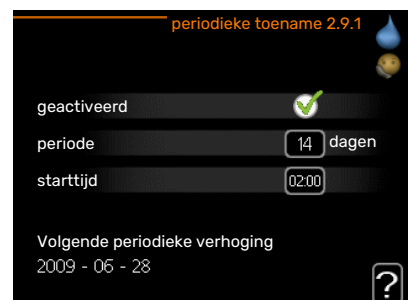 periodieke toename 2.9.1
geactiveerd
periode 14 dagen
starttijd 02:00
Volgende periodieke verhoging
2009 - 06 - 28
?